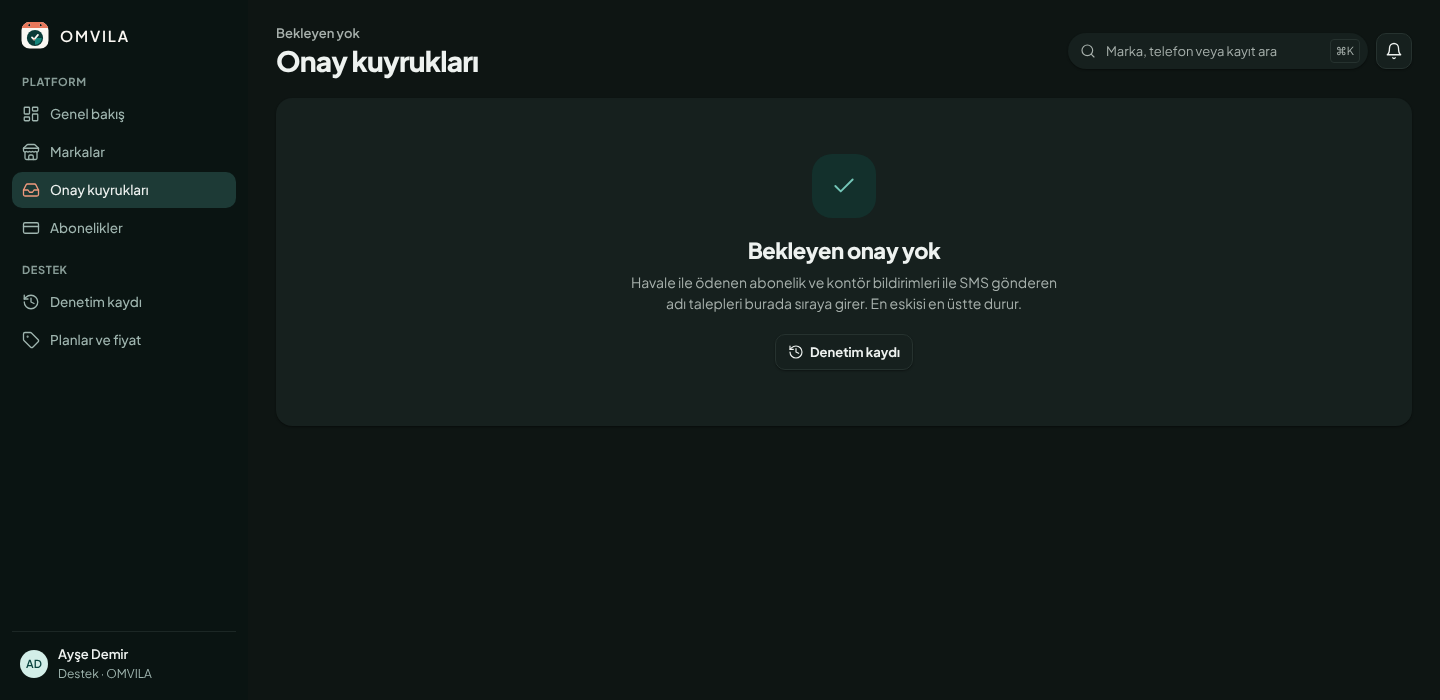 OMVILA
PLATFORM
Genel bakış
Markalar
Onay kuyrukları
Abonelikler
DESTEK
Denetim kaydı
Planlar ve fiyat
AD
Ayşe Demir
Destek · OMVILA
Bekleyen yok
Onay kuyrukları
Marka, telefon veya kayıt ara
⌘K
Bekleyen onay yok
Havale ile ödenen abonelik ve kontör bildirimleri ile SMS gönderen
adı talepleri burada sıraya girer. En eskisi en üstte durur.
Denetim kaydı